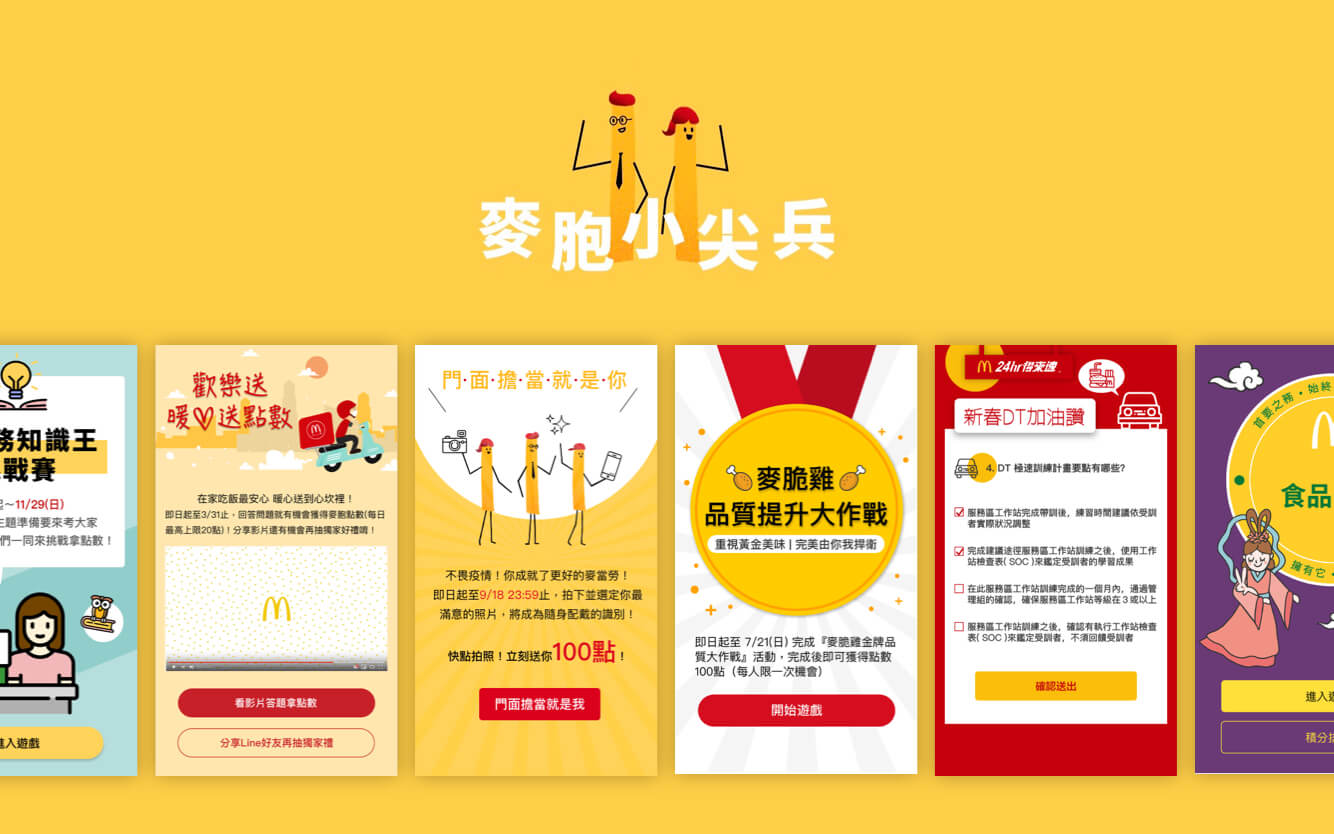 麥胞小尖兵
務知識王
戰賽
起～11/29(日)
主題準備要來考大家
們一同來挑戰拿點數！
進入遊戲
歡樂送
暖送點數
在家吃飯最安心 暖心送到心坎裡！
即日起至3/31止，回答問題就有機會獲得麥胞點數(每日
最高上限20點)！分享影片還有機會再抽獨家好禮唷！
看影片答題拿點數
分享Line好友再抽獨家禮
門·面·擔·當·就·是·你
不畏疫情！你成就了更好的麥當勞！
即日起至9/18 23:59止，拍下並選定你最
滿意的照片，將成為隨身配戴的識別！
快點拍照！立刻送你100點！
門面擔當就是我
麥脆雞
品質提升大作戰
重視黃金美味 | 完美由你我捍衛
即日起至 7/21(日) 完成『麥脆雞金牌品
質大作戰』活動，完成後即可獲得點數
100點（每人限一次機會）
開始遊戲
24hr得來速
新春DT加油讚
4. DT 極速訓練計畫要點有哪些?
服務區工作站完成帶訓後，練習時間建議依受訓
者實際狀況調整
完成建議途徑服務區工作站訓練之後，使用工作
站檢查表( SOC )來鑑定受訓者的學習成果
在此服務區工作站訓練完成的一個月內，通過管
理組的確認，確保服務區工作站等級在 3 或以上
服務區工作站訓練之後，確認有執行工作站檢查
表( SOC )來鑑定受訓者，不須回饋受訓者
確認送出
首要之務·始終
食品
擁有它·
進入遊
積分排